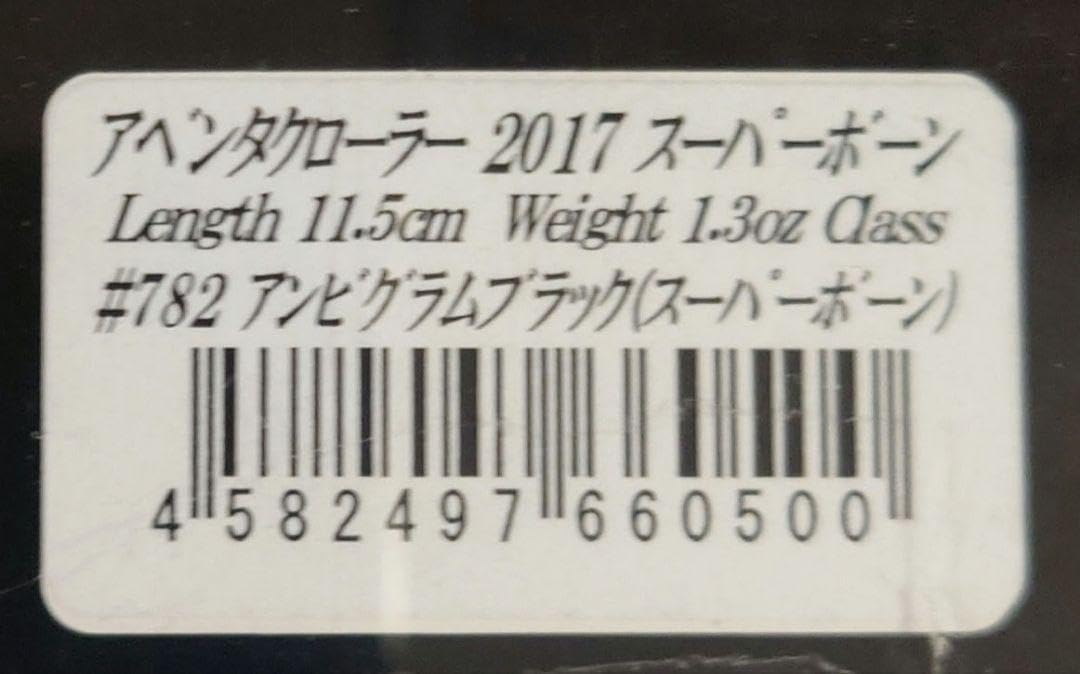 アベンタクローラー 2017 スーパーボーン
Length 11.5cm Weight 1.3oz Class
#782 アンビグラムブラック(スーパーボーン)
4 582497 660500